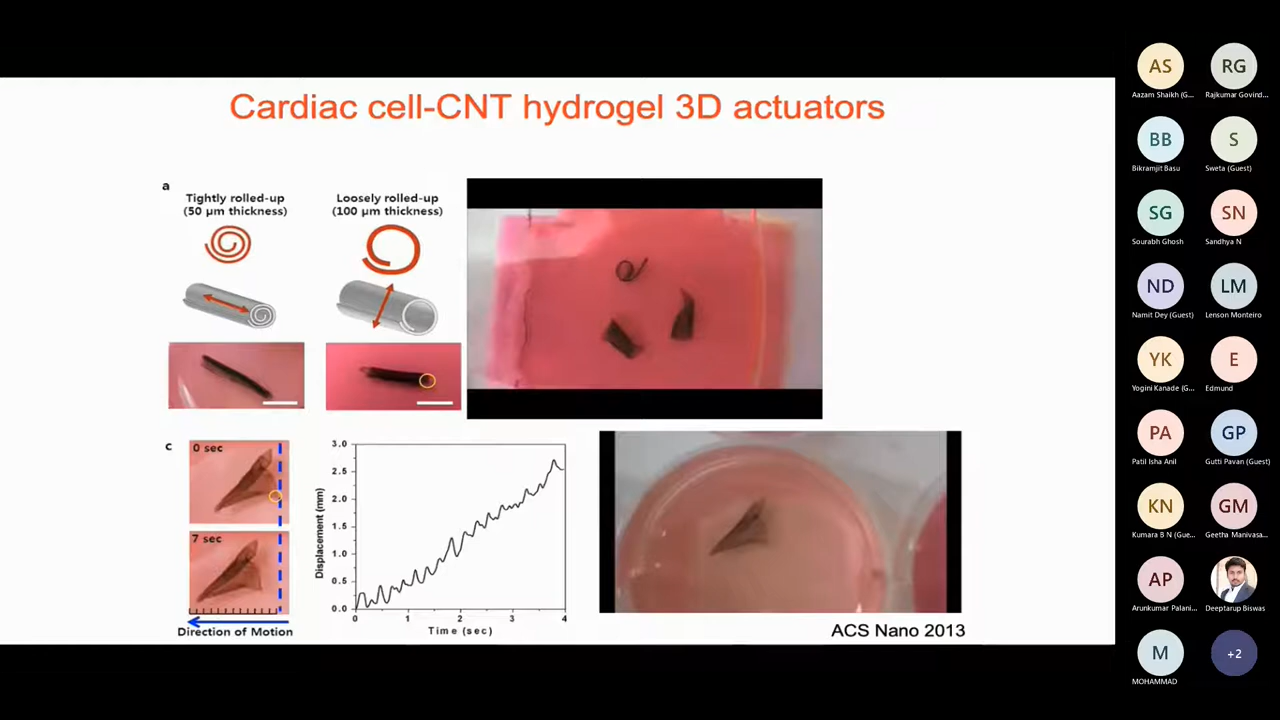 Cardiac cell-CNT hydrogel 3D actuators
a
Tightly rolled-up
(50 µm thickness)
Loosely rolled-up
(100 µm thickness)
c
0 sec
7 sec
Direction of Motion
Displacement (mm)
3.0
2.5
2.0
1.5
1.0
0.5
0.0
0
1
2
3
4
Time (sec)
ACS Nano 2013
AS
Aazam Shaikh (G...
RG
Rajkumar Govind...
BB
Bikramjit Basu
S
Sweta (Guest)
SG
Sourabh Ghosh
SN
Sandhya N
ND
Namit Dey (Guest)
LM
Lenson Monteiro
YK
Yogini Kanade (G...
E
Edmund
PA
Patil Isha Anil
GP
Gutti Pavan (Guest)
KN
Kumara B N (Gue...
GM
Geetha Manivasa...
AP
Arunkumar Palani...
Deeptarup Biswas
M
MOHAMMAD
+2